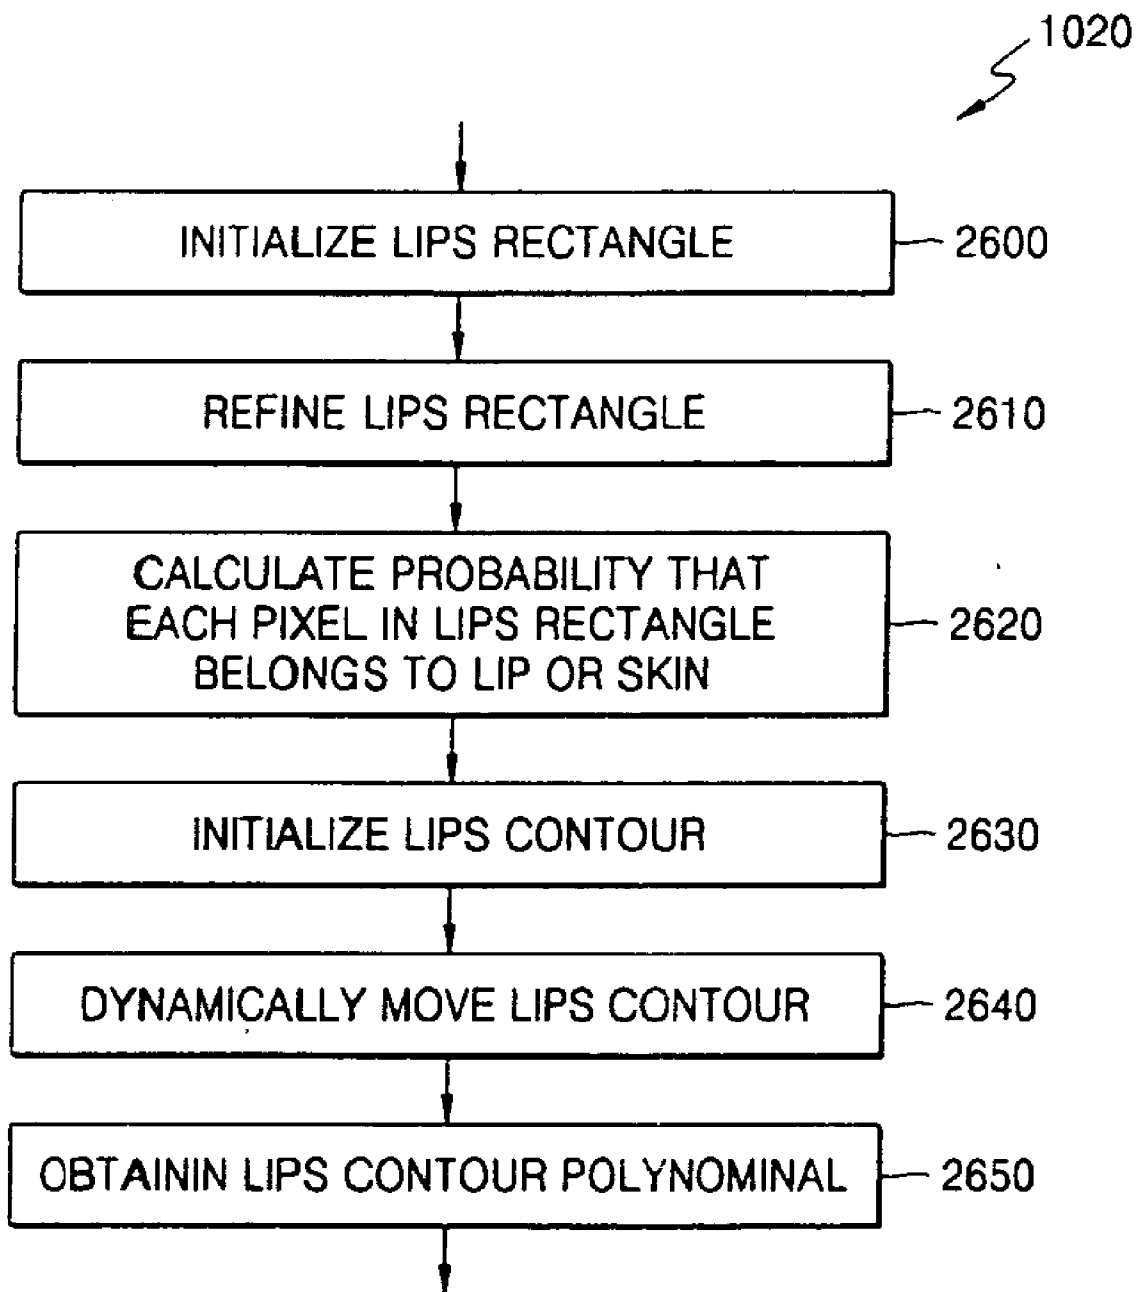 1020
INITIALIZE LIPS RECTANGLE
2600
REFINE LIPS RECTANGLE
2610
CALCULATE PROBABILITY THAT
EACH PIXEL IN LIPS RECTANGLE
BELONGS TO LIP OR SKIN
2620
INITIALIZE LIPS CONTOUR
2630
DYNAMICALLY MOVE LIPS CONTOUR
2640
OBTAININ LIPS CONTOUR POLYNOMINAL
2650